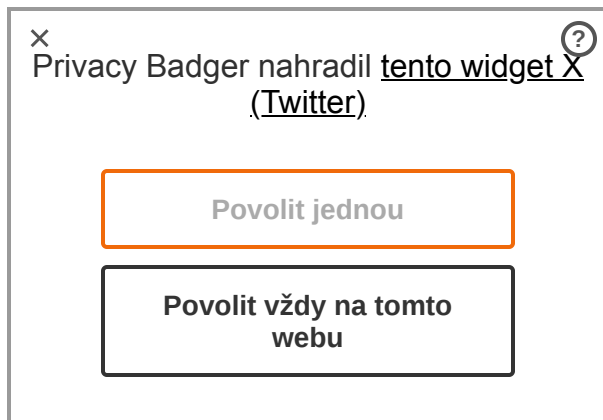 ×
?
Privacy Badger nahradil tento widget X
(Twitter)
Povolit jednou
Povolit vždy na tomto
webu